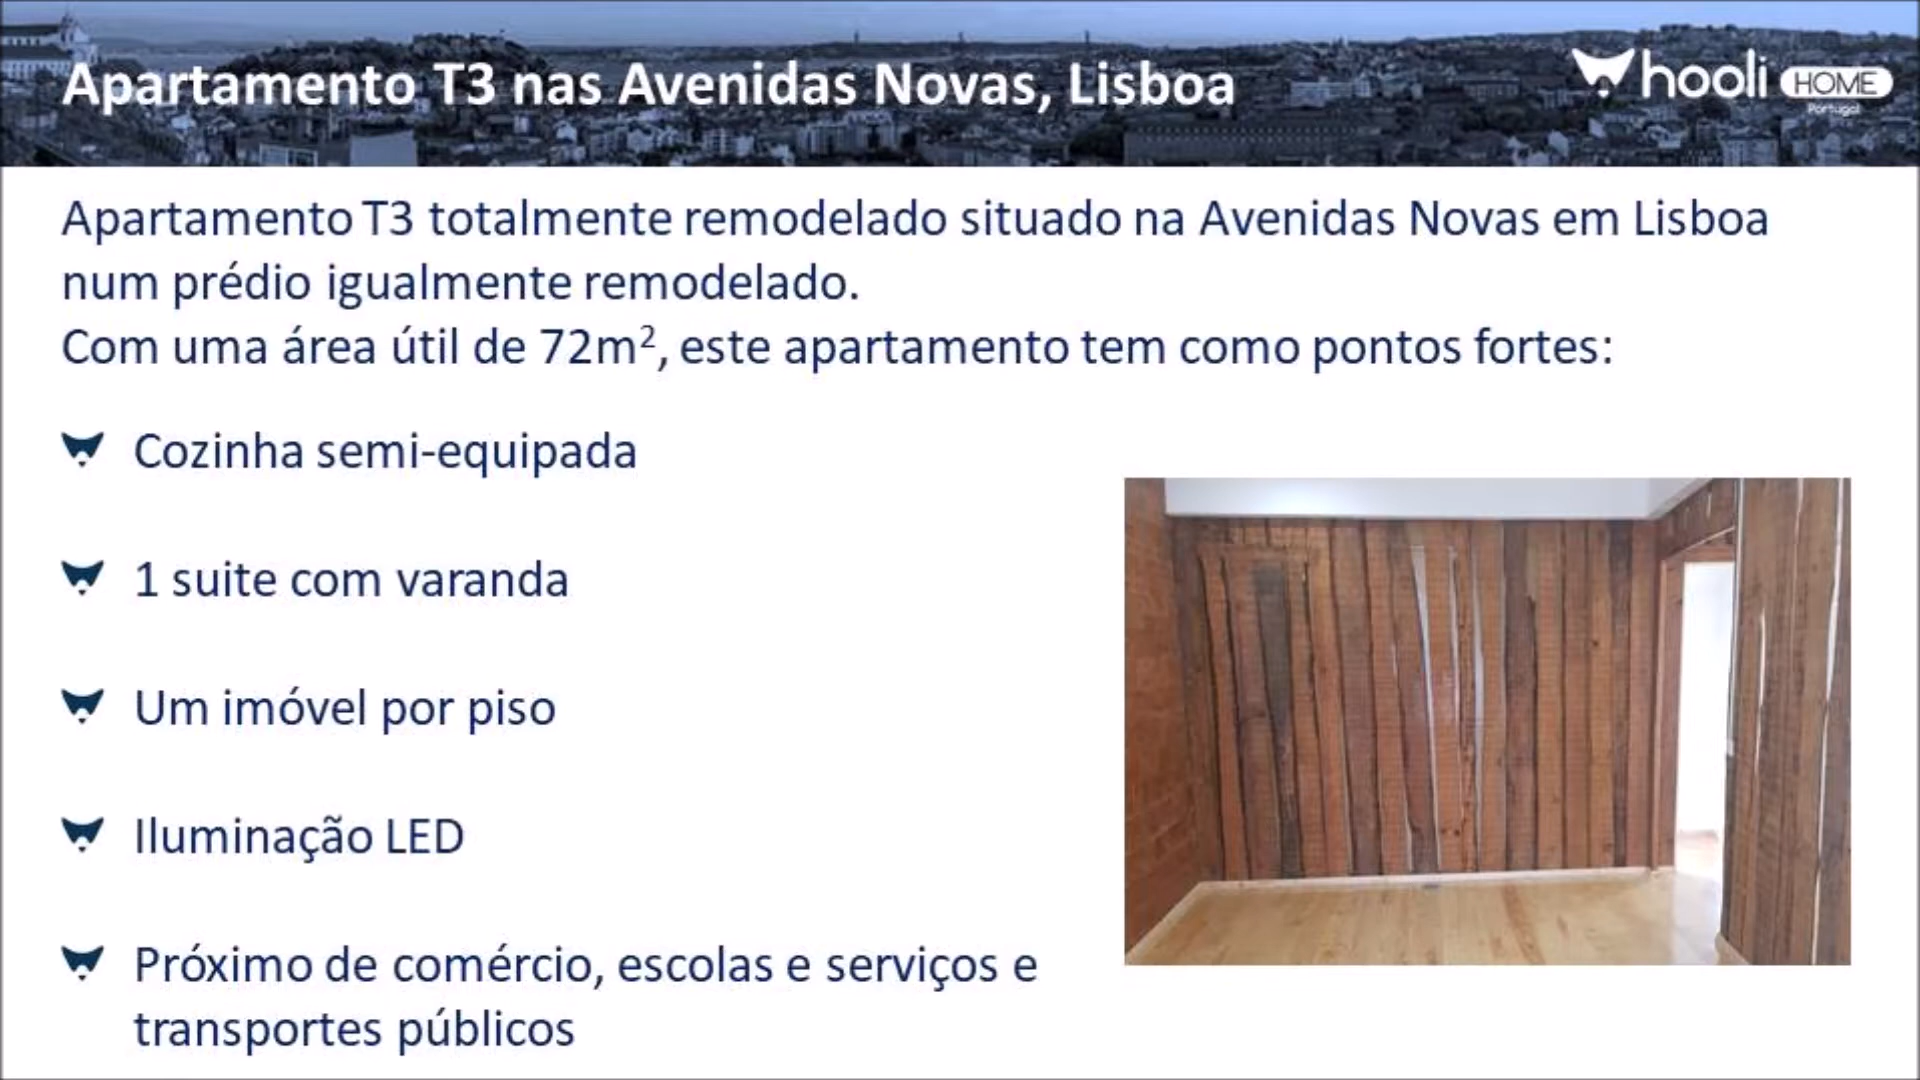 Apartamento T3 nas Avenidas Novas, Lisboa
hooli HOME
Portugal
Apartamento T3 totalmente remodelado situado na Avenidas Novas em Lisboa
num prédio igualmente remodelado.
Com uma área útil de 72m², este apartamento tem como pontos fortes:
Cozinha semi-equipada
1 suite com varanda
Um imóvel por piso
Iluminação LED
Próximo de comércio, escolas e serviços e
transportes públicos